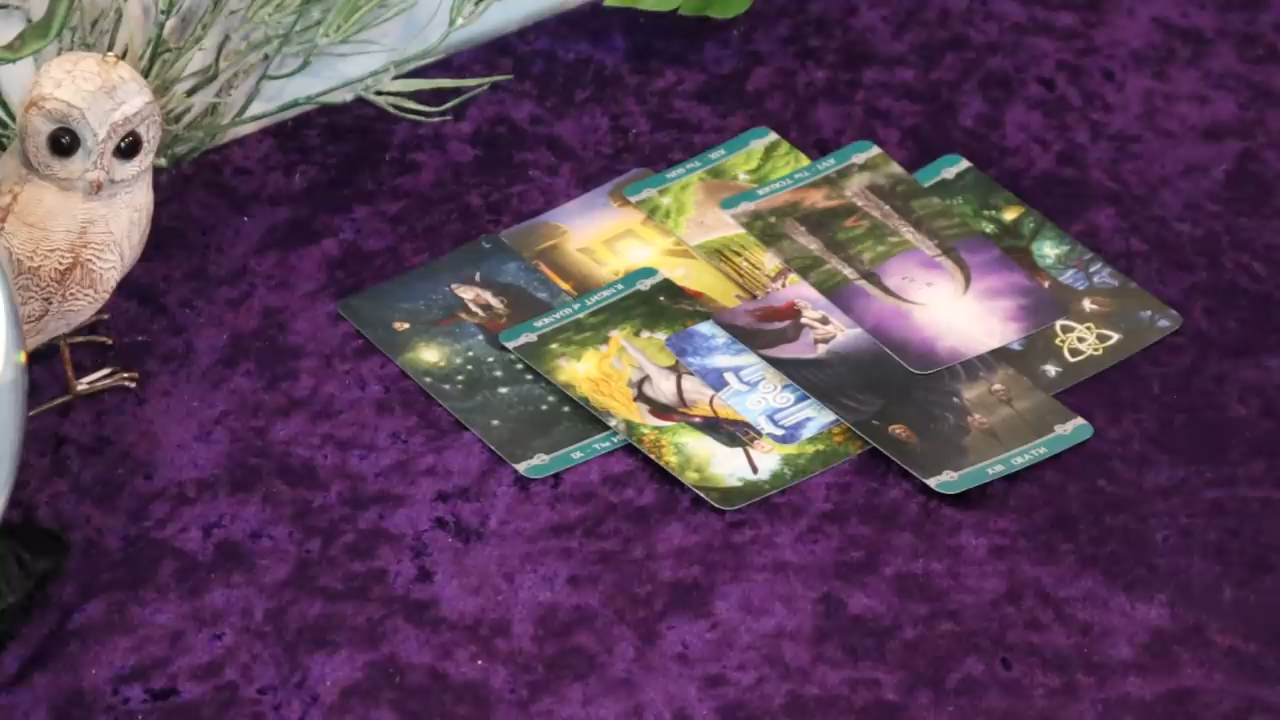 XIX - The SUN
XVI - The TOWER
KNIGHT of WANDS
IX - The
XIII DEATH